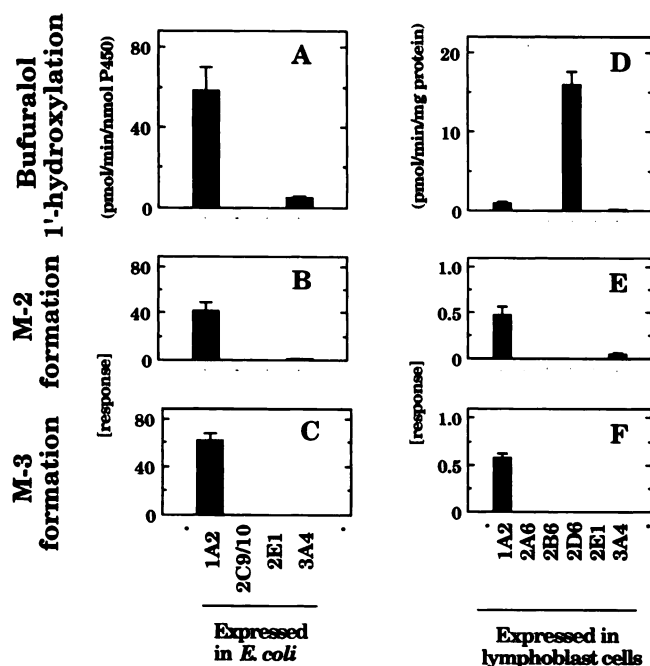 Bufuralol
1'-hydroxylation
(pmol/min/nmol P450)
80
60
40
0
A
(pmol/min/mg protein)
20
15
10
0
D
M-2
formation
80
40
0
B
1.0
0.5
0
E
M-3
formation
[response]
80
60
40
0
C
[response]
1.0
0.5
0
F
1A2
2C9/10
2E1
3A4
1A2
2A6
2B6
2D6
2E1
3A4
Expressed
in E. coli
Expressed in
lymphoblast cells